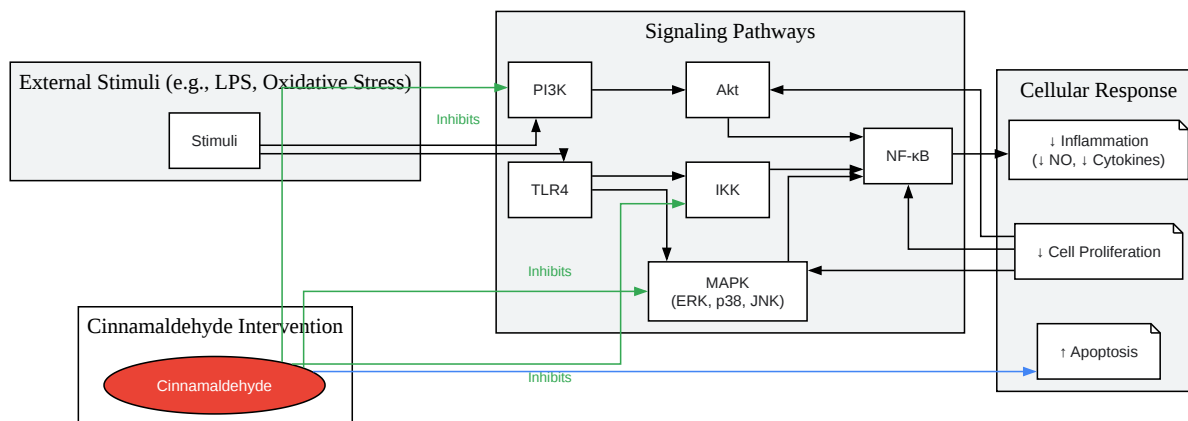 Signaling Pathways
External Stimuli (e.g., LPS, Oxidative Stress)
Stimuli
Inhibits
PI3K
Akt
TLR4
IKK
NF-κB
MAPK
(ERK, p38, JNK)
Inhibits
Cellular Response
↓ Inflammation
(↓ NO, ↓ Cytokines)
↓ Cell Proliferation
↑ Apoptosis
Cinnamaldehyde Intervention
Cinnamaldehyde
Inhibits